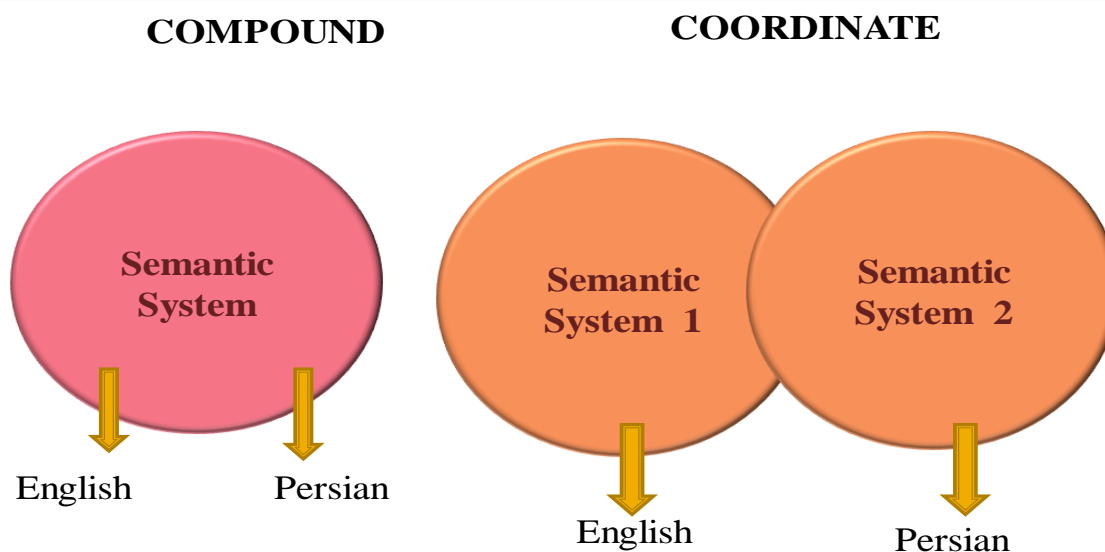 COMPOUND
COORDINATE
Semantic
System
Semantic
System 1
Semantic
System 2
English
Persian
English
Persian